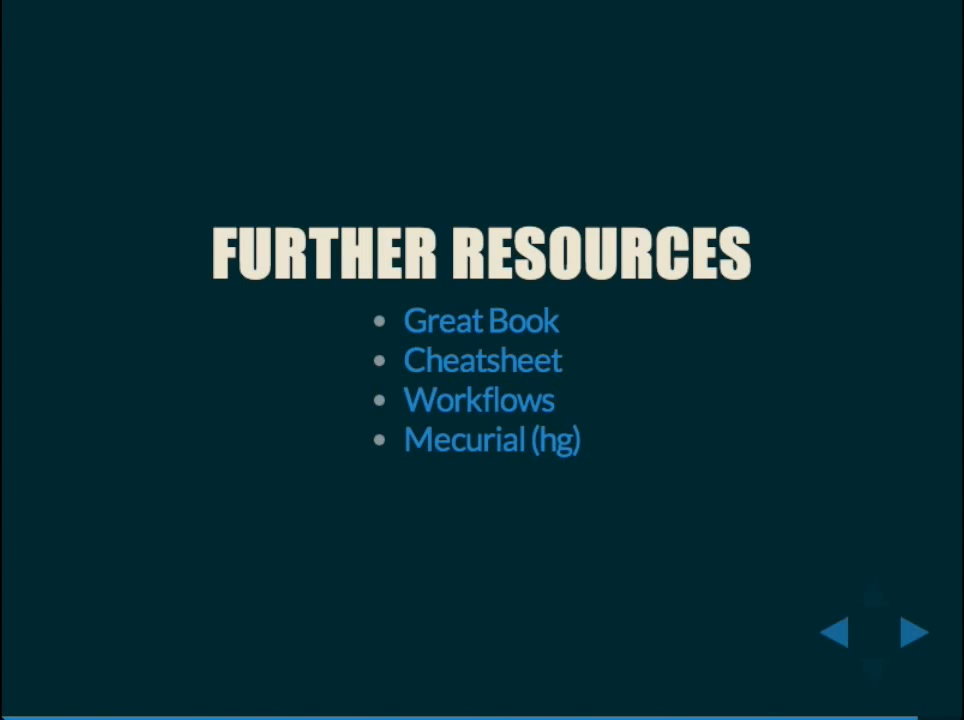 FURTHER RESOURCES
Great Book
Cheatsheet
Workflows
Mecurial (hg)